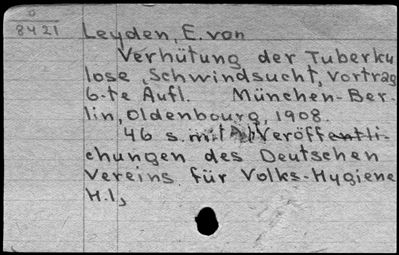 8421 Leyden, E. von
Verhütung der Tuberku
lose, Schwindsucht, Vortrag
6-te Aufl. München-Ber-
lin, Oldenbourg, 1908.
46 s. mit (Veröffentli-
chungen des Deutschen
Vereins für Volks-Hygiene
H.1,